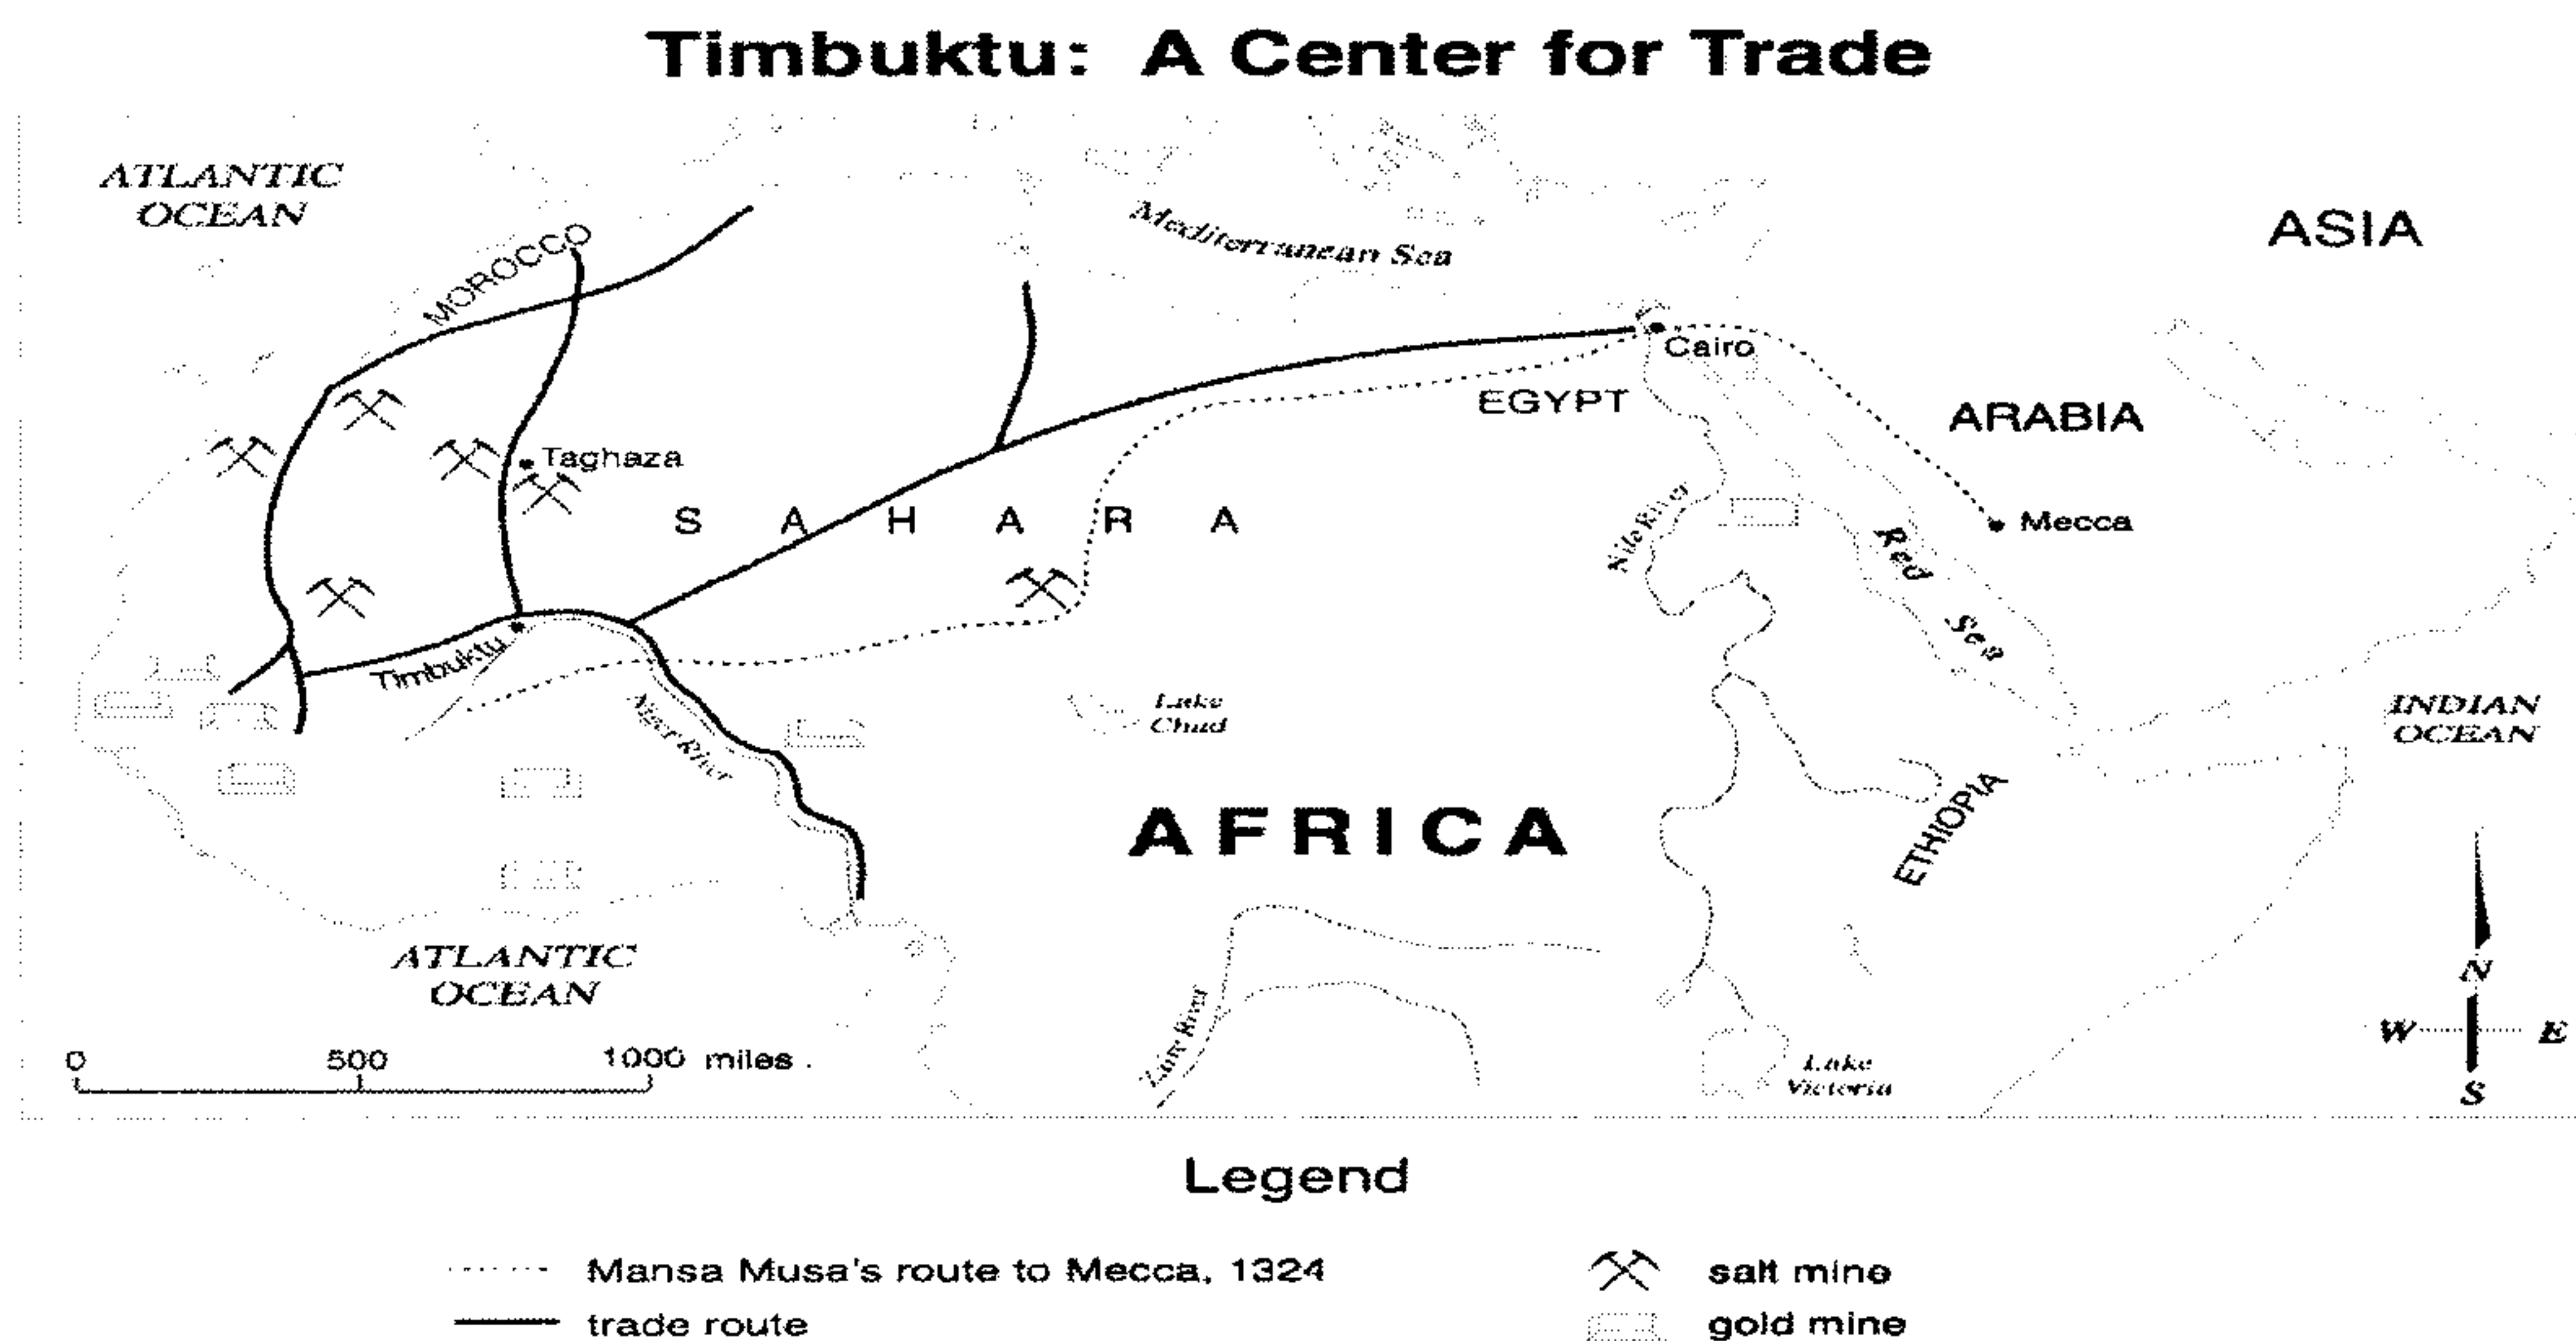 Timbuktu: A Center for Trade
ATLANTIC
OCEAN
MOROCCO
Mediterranean Sea
ASIA
Cairo
EGYPT
ARABIA
Taghaza
SAHARA
Nile River
Red Sea
Mecca
Timbuktu
Niger River
Lake
Chad
INDIAN
OCEAN
AFRICA
ETHIOPIA
ATLANTIC
OCEAN
0 500 1000 miles
Zaire River
Lake
Victoria
N
W E
S
Legend
Mansa Musa's route to Mecca, 1324
trade route
salt mine
gold mine